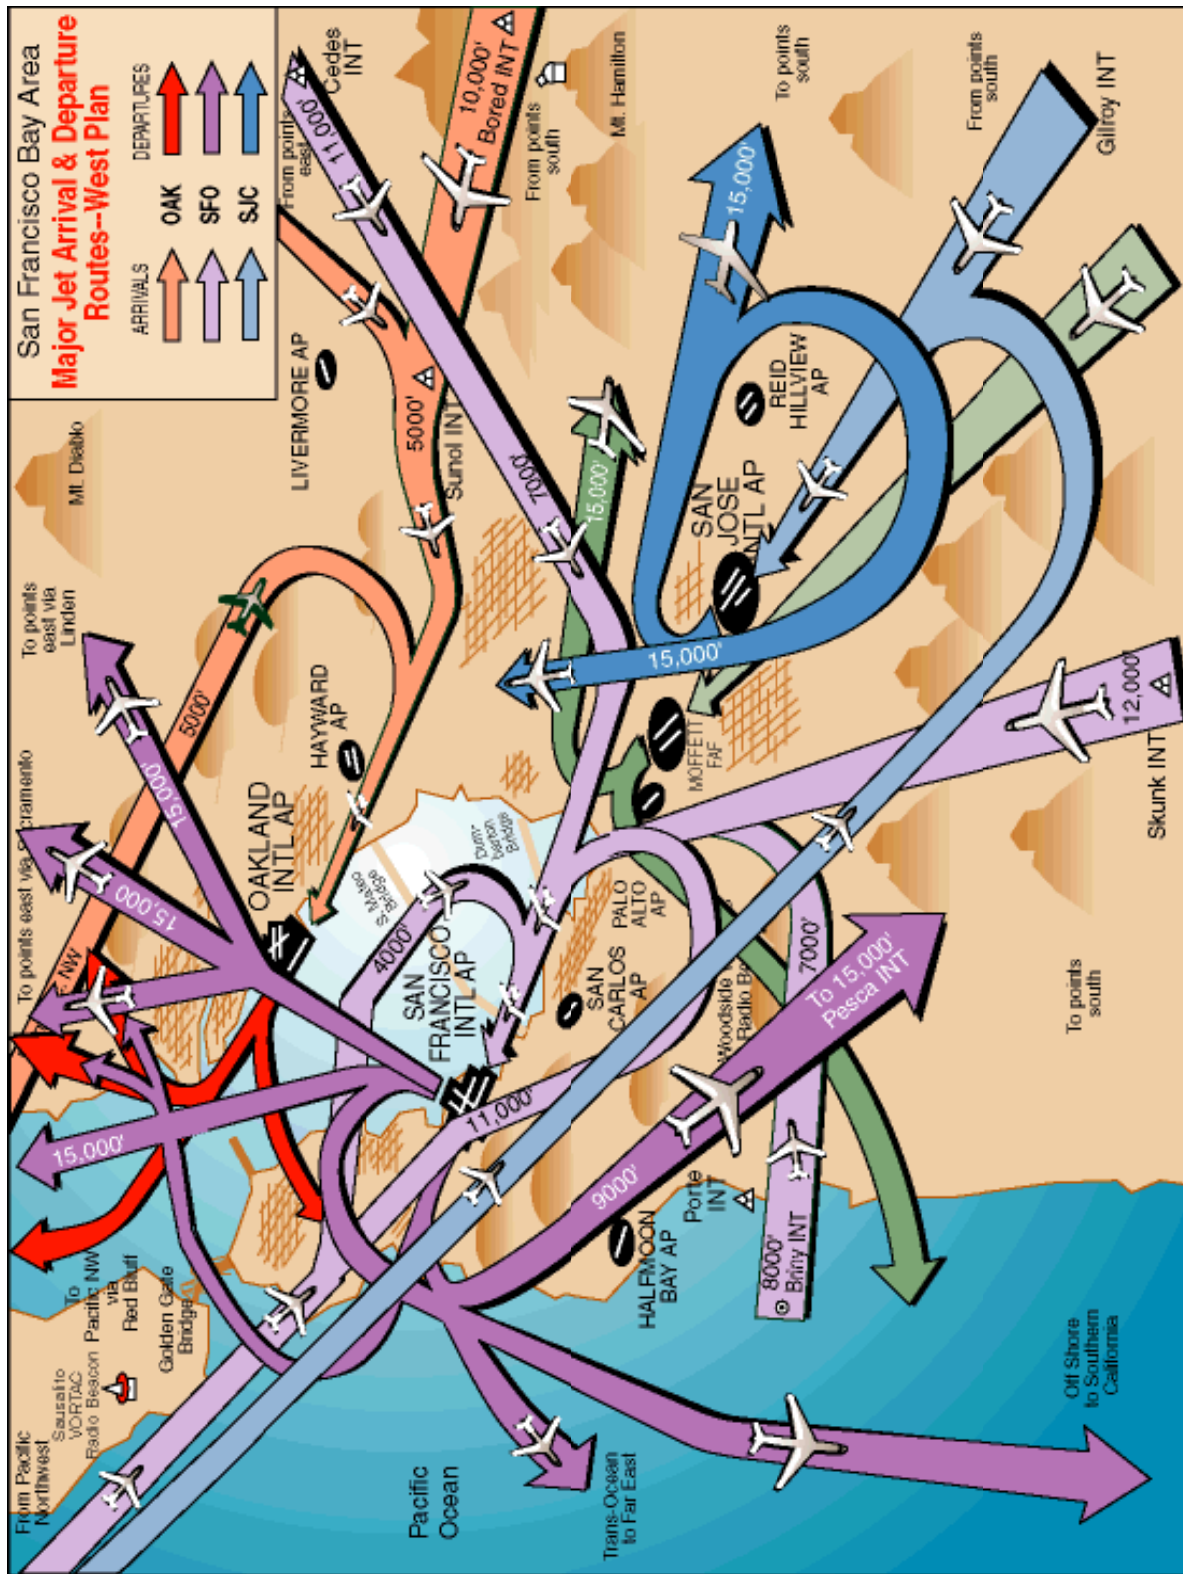 San Francisco Bay Area
Major Jet Arrival & Departure
Routes--West Plan
ARRIVALS
DEPARTURES
OAK
SFO
SJC
From Pacific
Northwest
Sausalito
VORTAC
Radio Beacon
To
Pacific NW
via
Red Bluff
Golden Gate
Bridge
15,000'
NW
To points east via Sacramento
15,000
15,000'
To points
east via
Linden
5000'
Mt. Diablo
From points
east
11,000'
Cedes
INT
10,000'
Bored INT
LIVERMORE AP
5000'
Sunol INT
7000'
HAYWARD
AP
OAKLAND
INTL AP
S. Mateo
Bridge
Dum-
barton
Bridge
4000'
SAN
FRANCISCO
INTL AP
11,000'
Pacific
Ocean
Trans-Ocean
to Far East
9000'
HALFMOON
BAY AP
Porte
INT
8000'
Briny INT
SAN
CARLOS
AP
PALO
ALTO
AP
Woodside
Radio
7000'
To 15,000'
Pesca INT
MOFFETT
FAF
15,000'
15,000'
SAN
JOSE
INTL AP
REID
HILLVIEW
AP
15,000'
From points
south
Mt. Hamilton
To points
south
From points
south
Gilroy INT
12,000'
Skunk INT
To points
south
Off Shore
to Southern
California